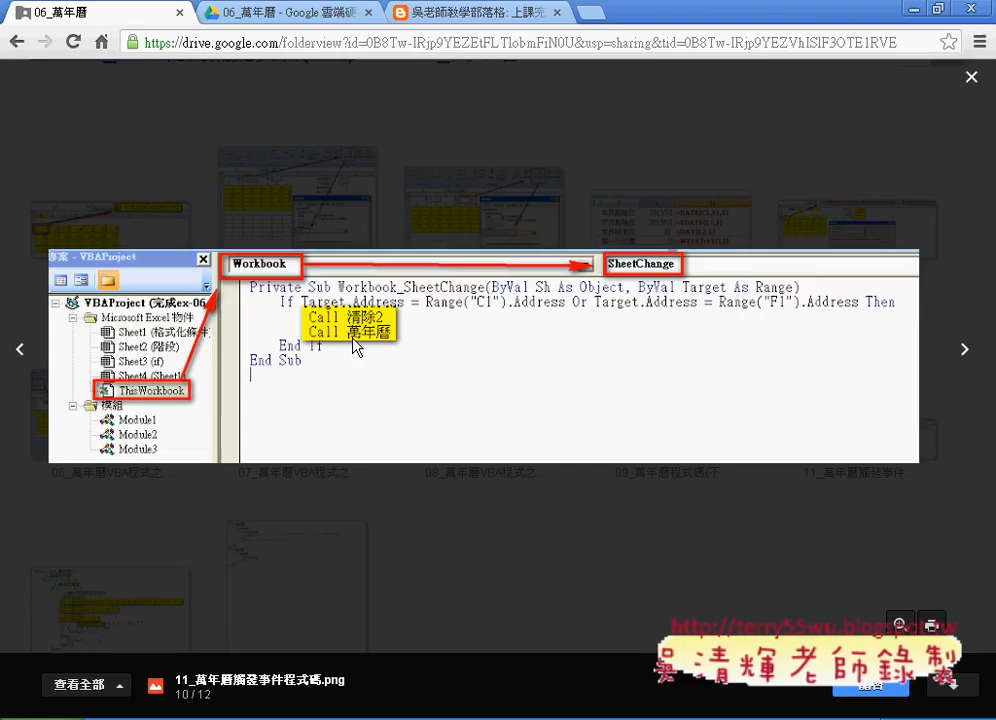 06_萬年曆
06_萬年曆 - Google 雲端硬
吳老師教學部落格: 上課完
https://drive.google.com/folderview?id=0B8Tw-IRjp9YEZEtFLTlobmFiN0U&usp=sharing&tid=0B8Tw-IRjp9YEZVhISlF3OTE1RVE
專案 - VBAProject
Workbook
SheetChange
VBAProject (完成ex-06
Microsoft Excel 物件
Sheet1 (格式化條件
Sheet2 (階段)
Sheet3 (if)
Sheet4 (Sheet1)
ThisWorkbook
模組
Module1
Module2
Module3
Private Sub Workbook_SheetChange(ByVal Sh As Object, ByVal Target As Range)
If Target.Address = Range("C1").Address Or Target.Address = Range("F1").Address Then
Call 清除2
Call 萬年曆
End If
End Sub
06_萬年曆VBA程式之...
07_萬年曆VBA程式之...
08_萬年曆VBA程式之...
09_萬年曆程式碼(不
11_萬年曆觸發事件...
http://terry55wu.blogspot.tw
吳清輝老師錄製
查看全部
11_萬年曆觸發事件程式碼.png
10 / 12